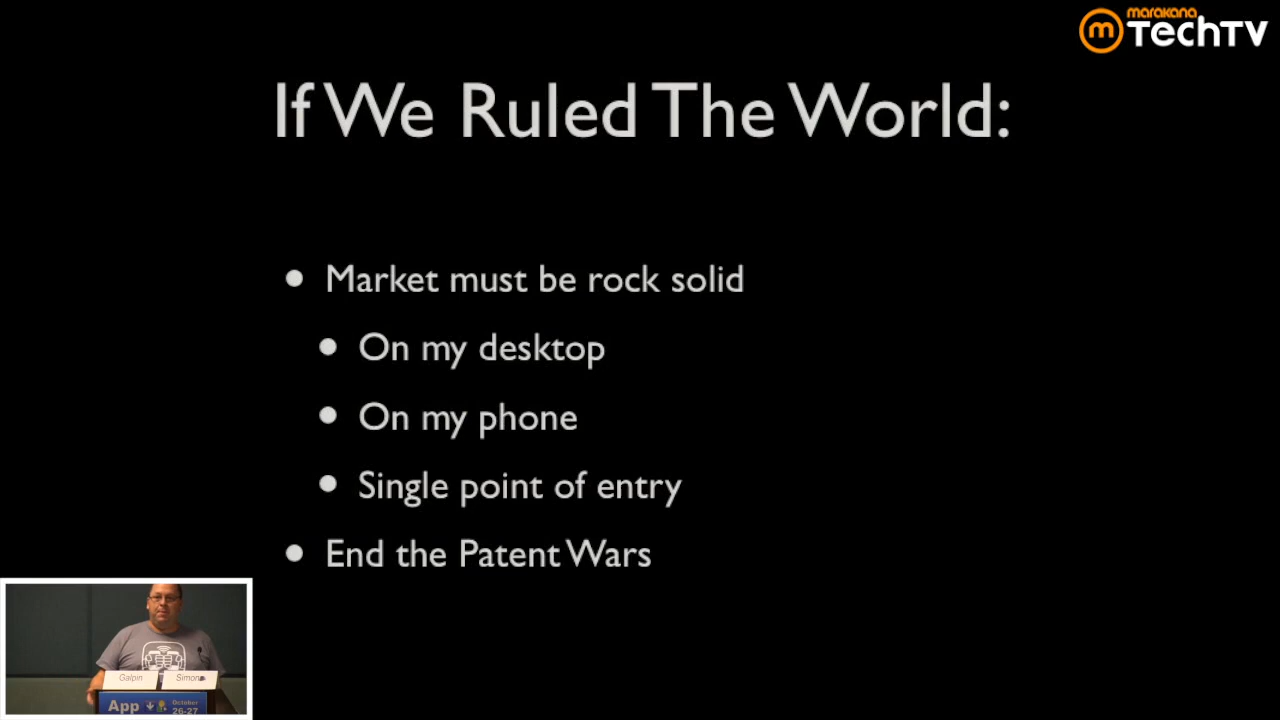 marakana
m TechTV
If We Ruled The World:
Market must be rock solid
On my desktop
On my phone
Single point of entry
End the Patent Wars
Galpin
App
October
26-27